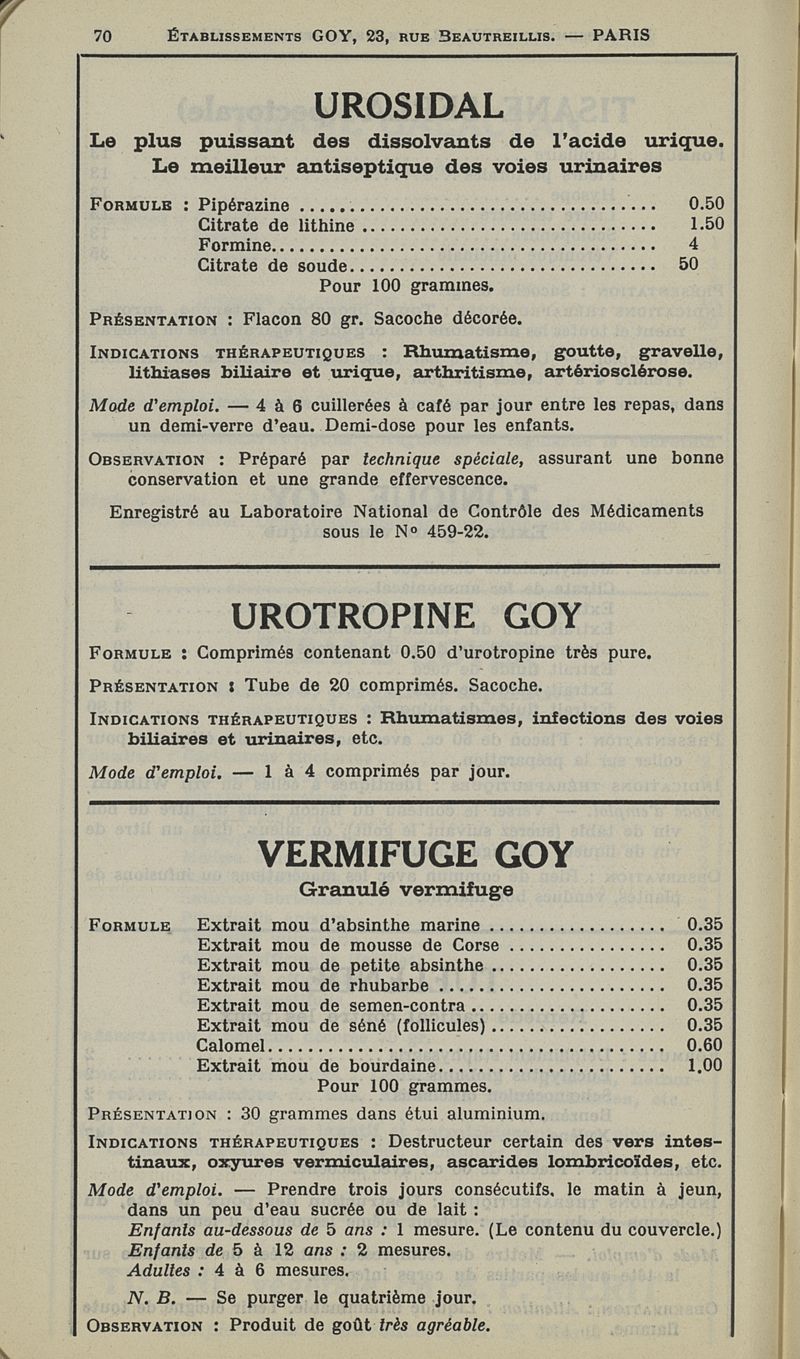 70 ÉTABLISSEMENTS GOY, 23, RUE BEAUTREILLIS. — PARIS
UROSIDAL
Le plus puissant des dissolvants de l'acide urique.
Le meilleur antiseptique des voies urinaires
FORMULE : Pipérazine ........................................ 0.50
Citrate de lithine ................................ 1.50
Formine.......................................... 4
Citrate de soude................................. 50
Pour 100 grammes.
PRÉSENTATION : Flacon 80 gr. Sacoche décorée.
INDICATIONS THÉRAPEUTIQUES : Rhumatisme, goutte, gravelle,
lithiases biliaire et urique, arthritisme, artériosclérose.
Mode d'emploi. — 4 à 6 cuillerées à café par jour entre les repas, dans
un demi-verre d'eau. Demi-dose pour les enfants.
OBSERVATION : Préparé par technique spéciale, assurant une bonne
conservation et une grande effervescence.
Enregistré au Laboratoire National de Contrôle des Médicaments
sous le No 459-22.
UROTROPINE GOY
FORMULE : Comprimés contenant 0.50 d'urotropine très pure.
PRÉSENTATION : Tube de 20 comprimés. Sacoche.
INDICATIONS THÉRAPEUTIQUES : Rhumatismes, infections des voies
biliaires et urinaires, etc.
Mode d'emploi. — 1 à 4 comprimés par jour.
VERMIFUGE GOY
Granulé vermifuge
FORMULE Extrait mou d'absinthe marine .................. 0.35
Extrait mou de mousse de Corse ................ 0.35
Extrait mou de petite absinthe .................. 0.35
Extrait mou de rhubarbe ........................ 0.35
Extrait mou de semen-contra .................... 0.35
Extrait mou de séné (follicules) .................. 0.35
Calomel.......................................... 0.60
Extrait mou de bourdaine........................ 1.00
Pour 100 grammes.
PRÉSENTATION : 30 grammes dans étui aluminium.
INDICATIONS THÉRAPEUTIQUES : Destructeur certain des vers intes-
tinaux, oxyures vermiculaires, ascarides lombricoïdes, etc.
Mode d'emploi. — Prendre trois jours consécutifs, le matin à jeun,
dans un peu d'eau sucrée ou de lait :
Enfants au-dessous de 5 ans : 1 mesure. (Le contenu du couvercle.)
Enfants de 5 à 12 ans : 2 mesures.
Adultes : 4 à 6 mesures.
N. B. — Se purger le quatrième jour.
OBSERVATION : Produit de goût très agréable.